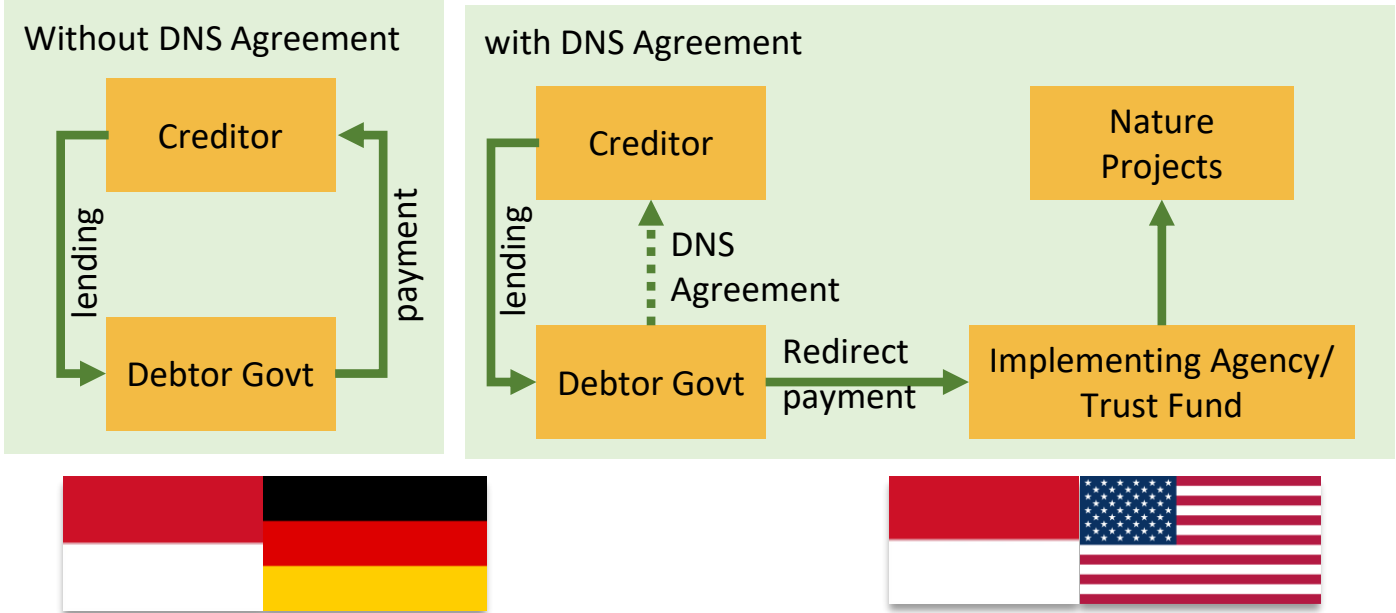 Without DNS Agreement
Creditor
lending
payment
Debtor Govt
with DNS Agreement
Creditor
lending
DNS
Agreement
Debtor Govt
Redirect
payment
Nature
Projects
Implementing Agency/
Trust Fund